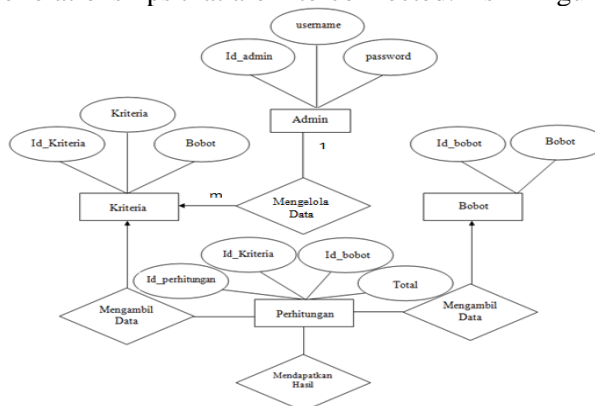 username
Id_admin
password
Admin
1
Kriteria
Id_Kriteria
Bobot
Kriteria
m
Mengelola
Data
Id_bobot
Bobot
Bobot
Id_Kriteria
Id_bobot
Id_perhitungan
Total
Perhitungan
Mengambil
Data
Mengambil
Data
Mendapatkan
Hasil